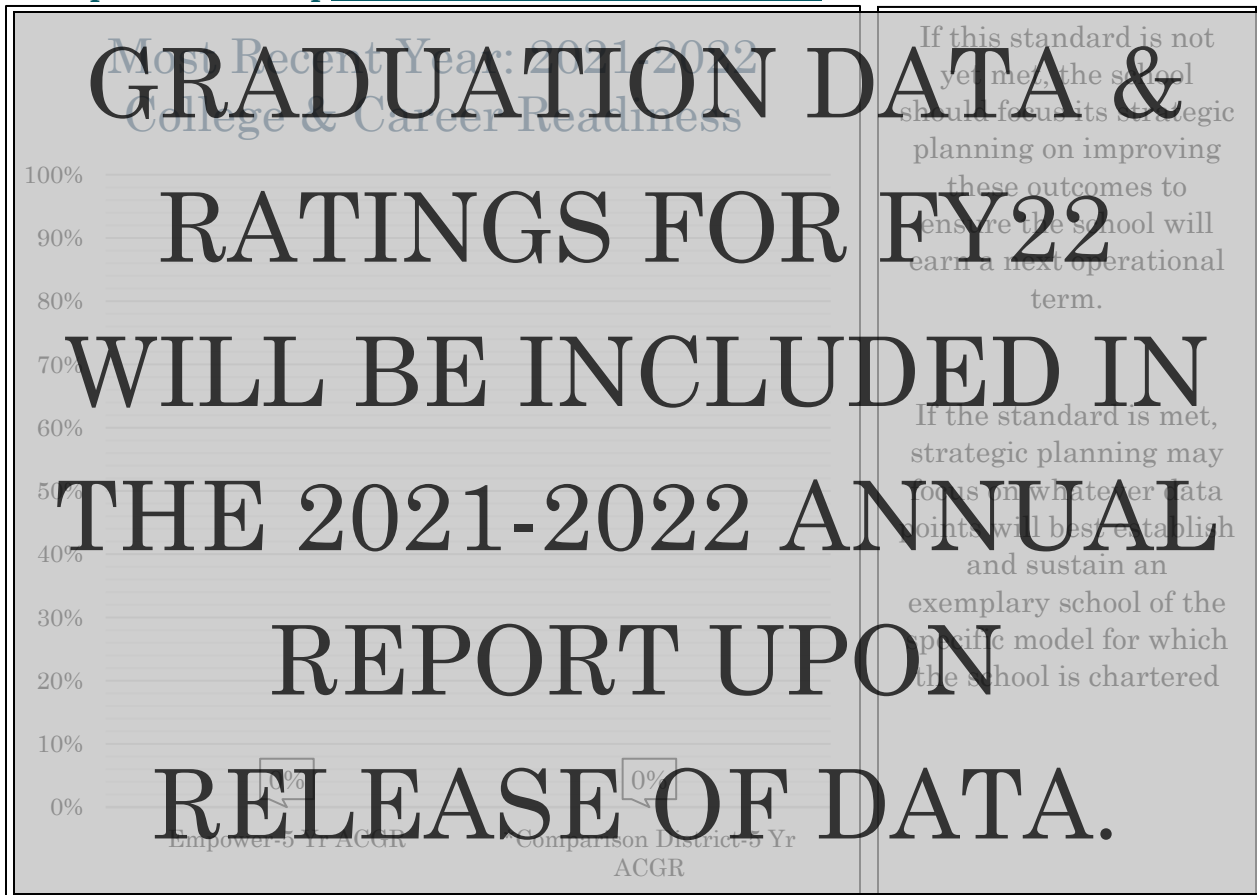 GRADUATION DATA &
RATINGS FOR FY22
WILL BE INCLUDED IN
THE 2021-2022 ANNUAL
REPORT UPON
RELEASE OF DATA.
Most Recent Year: 2021-2022
College & Career Readiness
100%
90%
80%
70%
60%
50%
40%
30%
20%
10%
0%
0%
0%
Empower-5 Yr ACGR
*Comparison District-5 Yr
ACGR
If this standard is not
yet met, the school
should focus its strategic
planning on improving
these outcomes to
ensure the school will
earn a next operational
term.
If the standard is met,
strategic planning may
focus on whatever data
points will best establish
and sustain an
exemplary school of the
specific model for which
the school is chartered